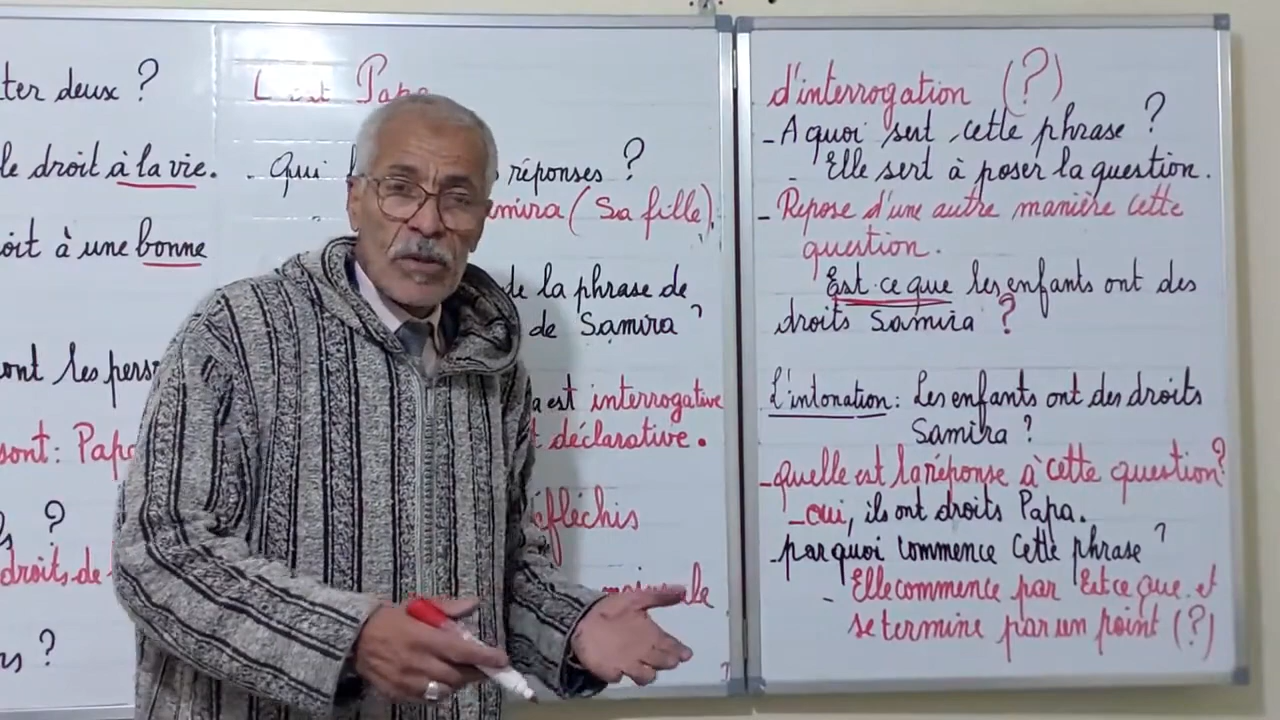 ter deux ?
le droit à la vie.
oit à une bonne
ont les pers
sont : Papa
?
droits de
rs ?
C'est Papa
- Qui réponses ?
mira (Sa fille).
de la phrase de
de Samira ?
a est interrogative
t déclarative.
éfléchis
d'interrogation (?)
- A quoi sert cette phrase ?
- Elle sert à poser la question.
- Repose d'une autre manière cette
question.
Est-ce que les enfants ont des
droits Samira ?
L'intonation : Les enfants ont des droits
Samira ?
- quelle est la réponse à cette question ?
- oui, ils ont droits Papa.
- par quoi commence cette phrase ?
- Elle commence par Est ce que et
se termine par un point (?)